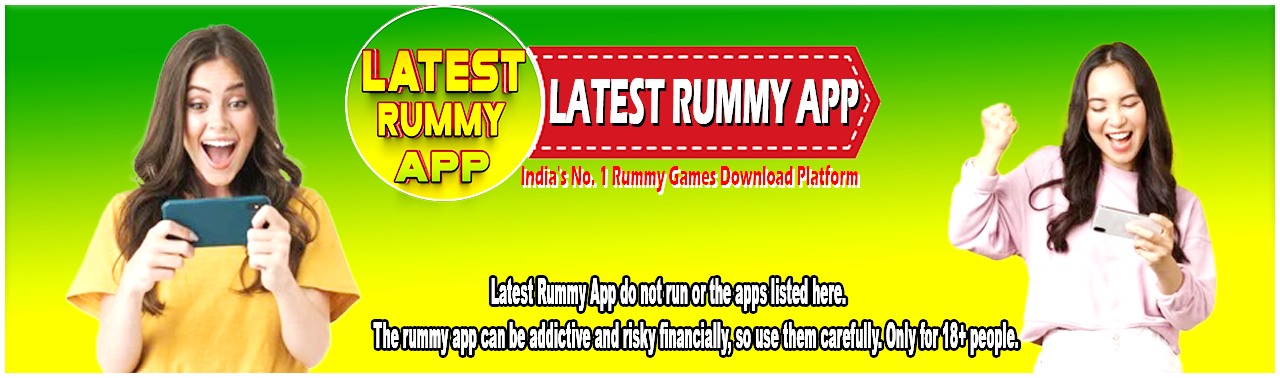 LATEST
RUMMY
APP
LATEST RUMMY APP
India's No. 1 Rummy Games Download Platform
Latest Rummy App do not run or the apps listed here.
The rummy app can be addictive and risky financially, so use them carefully. Only for 18+ people.